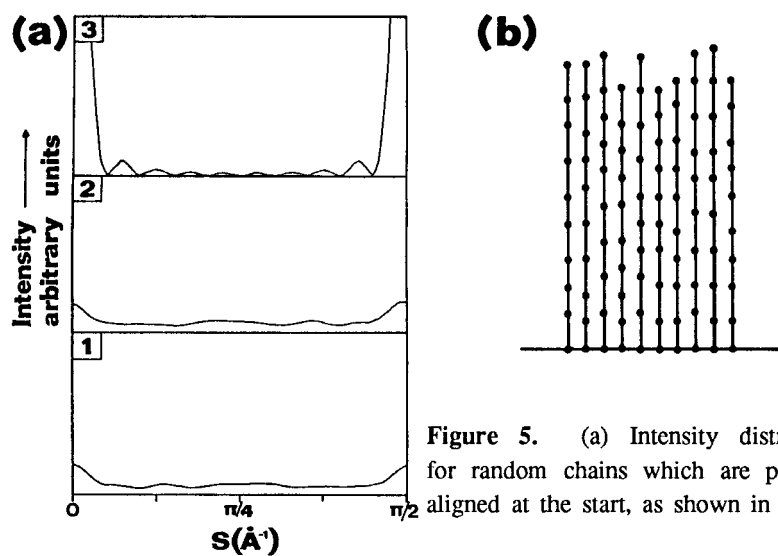 (a)
(b)
3
2
1
Intensity ⟶
arbitrary units
0
π/4
π/2
S(Å⁻¹)
Figure 5. (a) Intensity distr
for random chains which are p
aligned at the start, as shown in